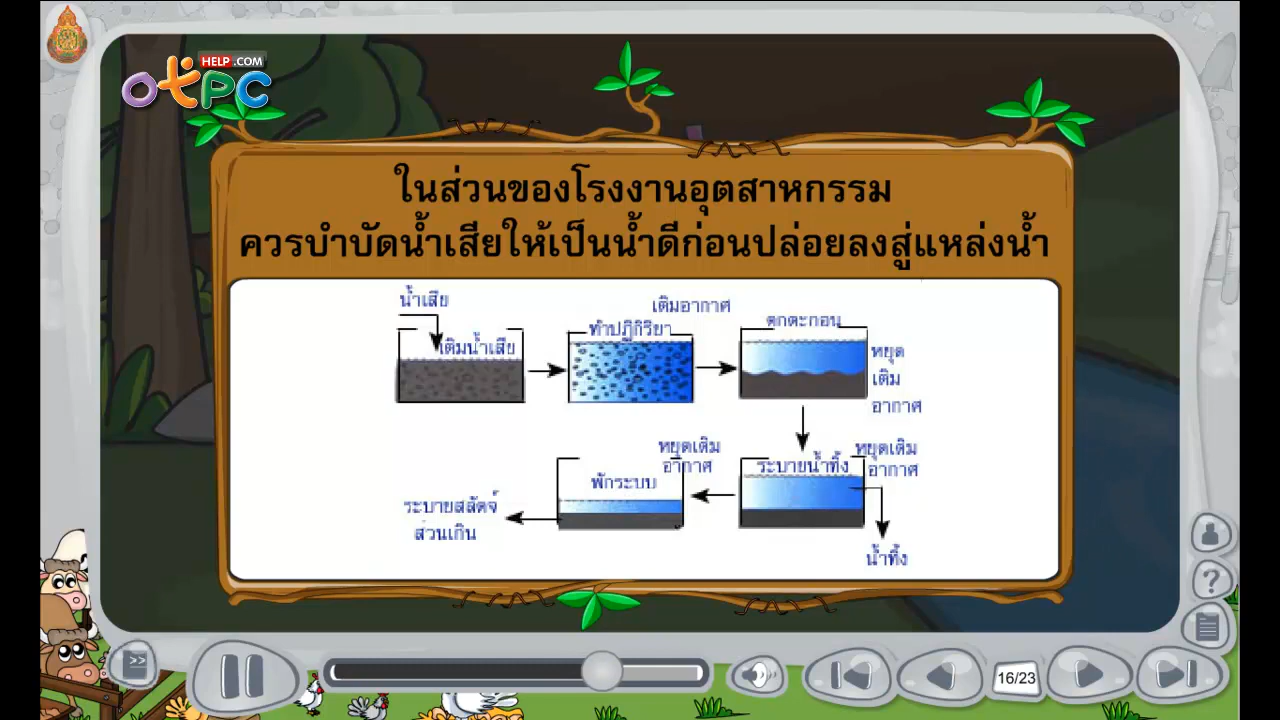 HELP.COM
OTPC
ในส่วนของโรงงานอุตสาหกรรม
ควรบำบัดน้ำเสียให้เป็นน้ำดีก่อนปล่อยลงสู่แหล่งน้ำ
น้ำเสีย
เติมน้ำเสีย
เติมอากาศ
ทำปฏิกิริยา
ตกตะกอน
หยุด
เติม
อากาศ
หยุดเติม
อากาศ
ระบายน้ำทิ้ง
น้ำทิ้ง
หยุดเติม
อากาศ
พักระบบ
ระบายสลัดจ์
ส่วนเกิน
>>
?
16/23